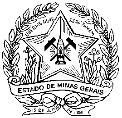 ESTADO DE MINAS GERAIS